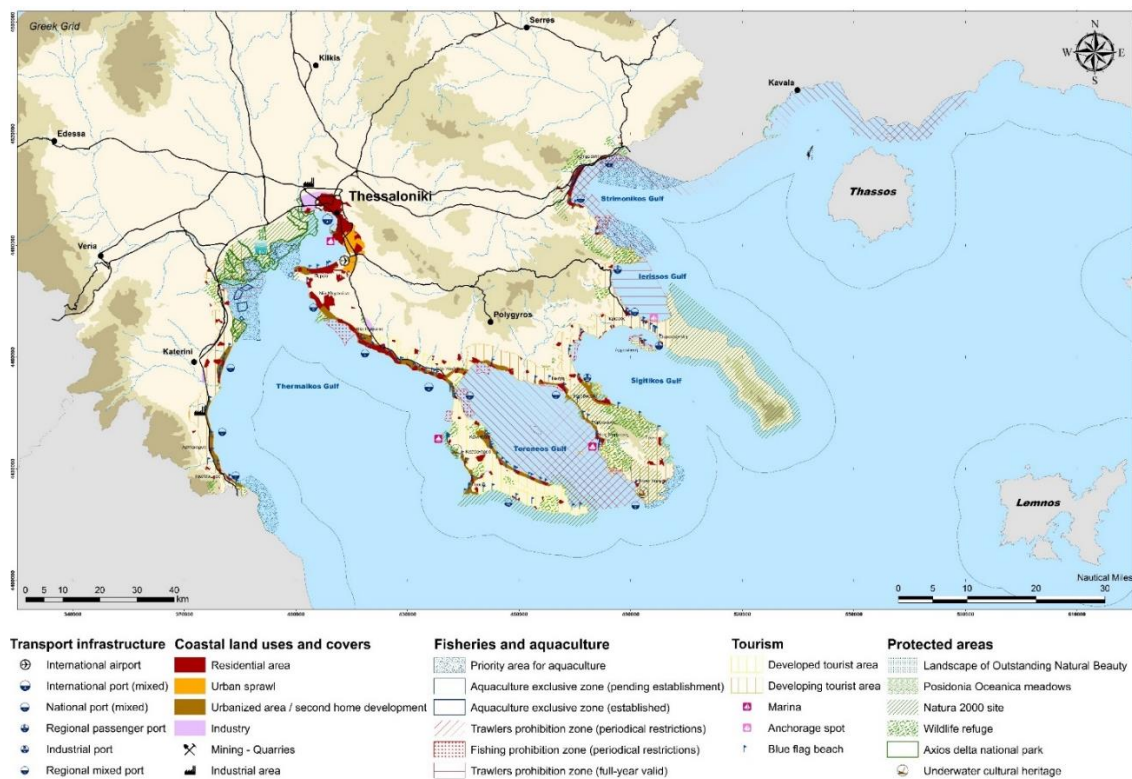 Greek Grid
N
W E
S
Serres
Kilkis
Kavala
Edessa
Thessaloniki
Thassos
Strimonikos Gulf
Veria
Ierissos Gulf
Polygyros
Katerini
Thermaikos Gulf
Sigitikos Gulf
Toroneos Gulf
Lemnos
Nautical Miles
0 5 10 20 30 40
km
0 5 10 20 30
Transport infrastructure
International airport
International port (mixed)
National port (mixed)
Regional passenger port
Industrial port
Regional mixed port
Coastal land uses and covers
Residential area
Urban sprawl
Urbanized area / second home development
Industry
Mining - Quarries
Industrial area
Fisheries and aquaculture
Priority area for aquaculture
Aquaculture exclusive zone (pending establishment)
Aquaculture exclusive zone (established)
Trawlers prohibition zone (periodical restrictions)
Fishing prohibition zone (periodical restrictions)
Trawlers prohibition zone (full-year valid)
Tourism
Developed tourist area
Developing tourist area
Marina
Anchorage spot
Blue flag beach
Protected areas
Landscape of Outstanding Natural Beauty
Posidonia Oceanica meadows
Natura 2000 site
Wildlife refuge
Axios delta national park
Underwater cultural heritage